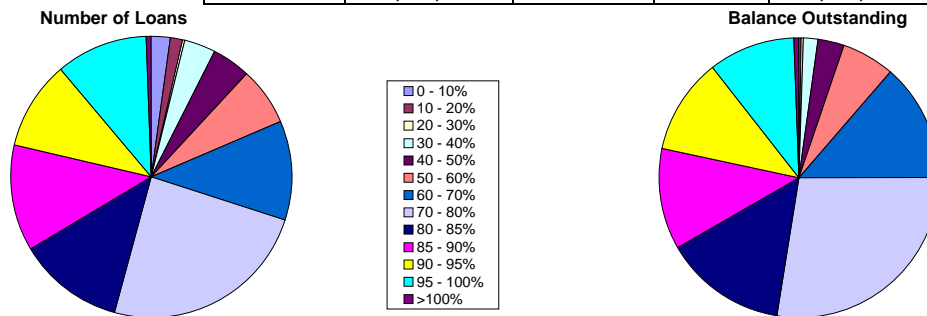 Number of Loans
Balance Outstanding
0 - 10%
10 - 20%
20 - 30%
30 - 40%
40 - 50%
50 - 60%
60 - 70%
70 - 80%
80 - 85%
85 - 90%
90 - 95%
95 - 100%
>100%